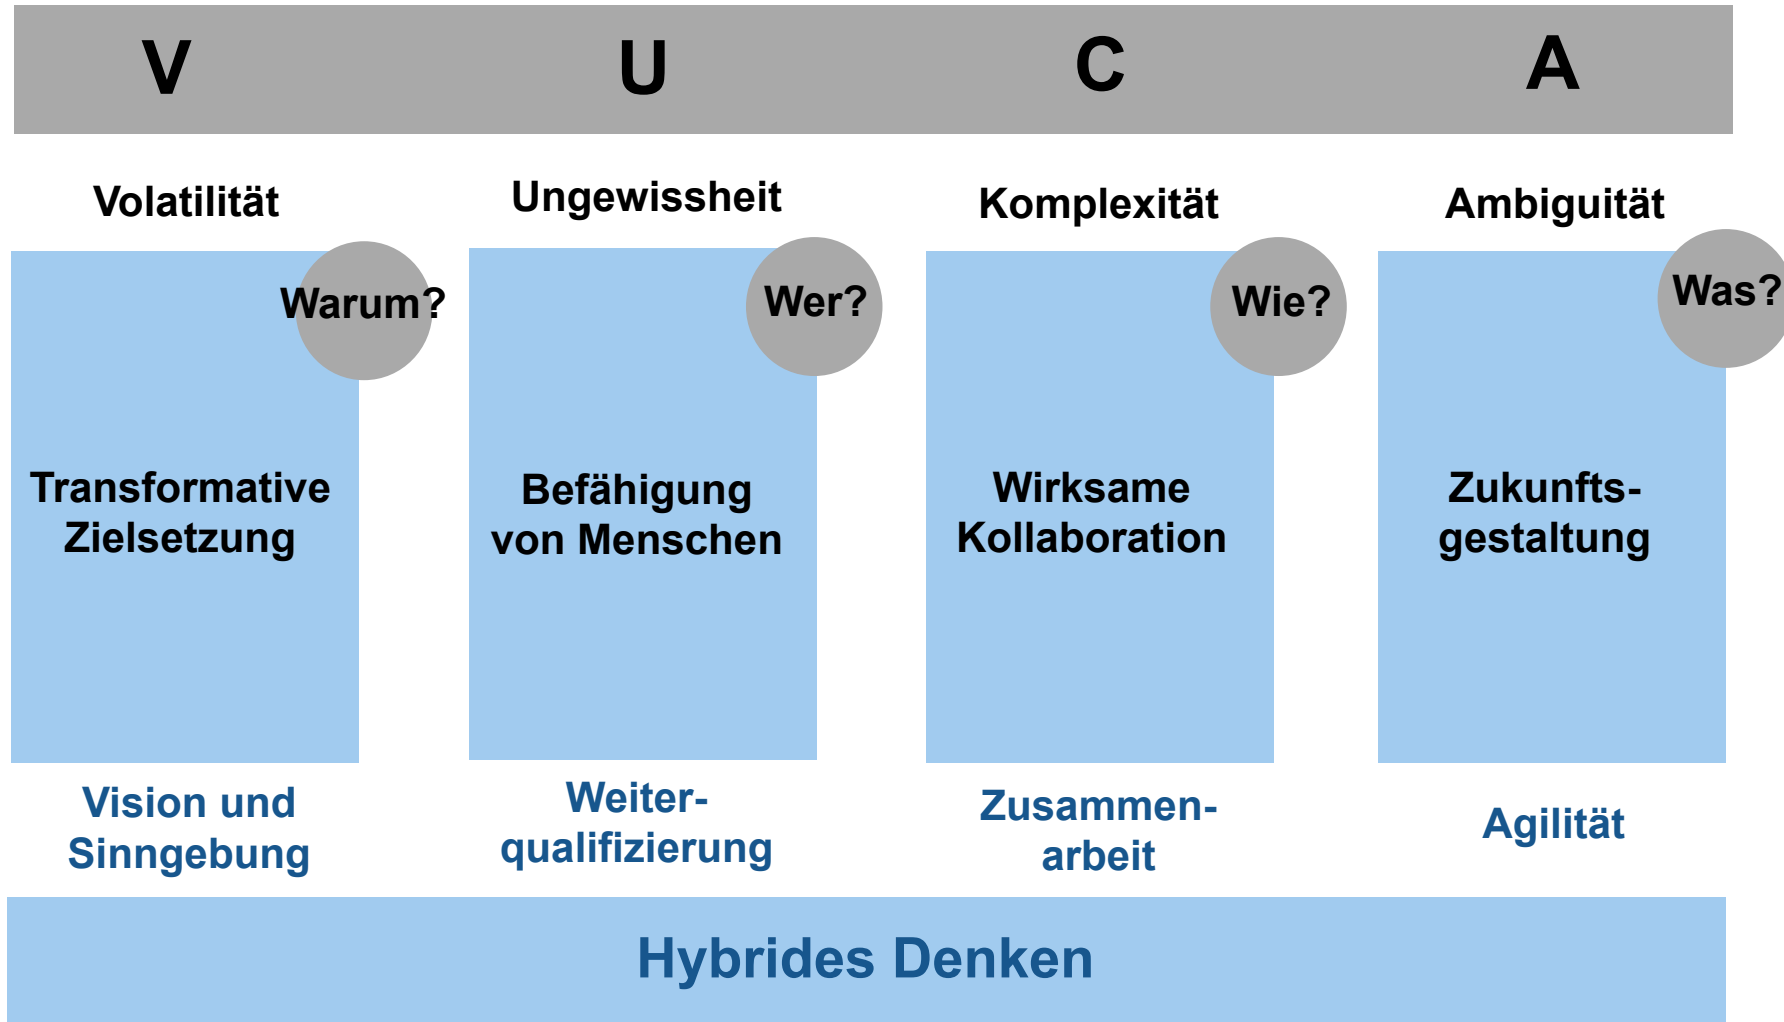 V U C A
Volatilität Ungewissheit Komplexität Ambiguität
Warum? Wer? Wie? Was?
Transformative
Zielsetzung
Befähigung
von Menschen
Wirksame
Kollaboration
Zukunfts-
gestaltung
Vision und
Sinngebung
Weiter-
qualifizierung
Zusammen-
arbeit
Agilität
Hybrides Denken